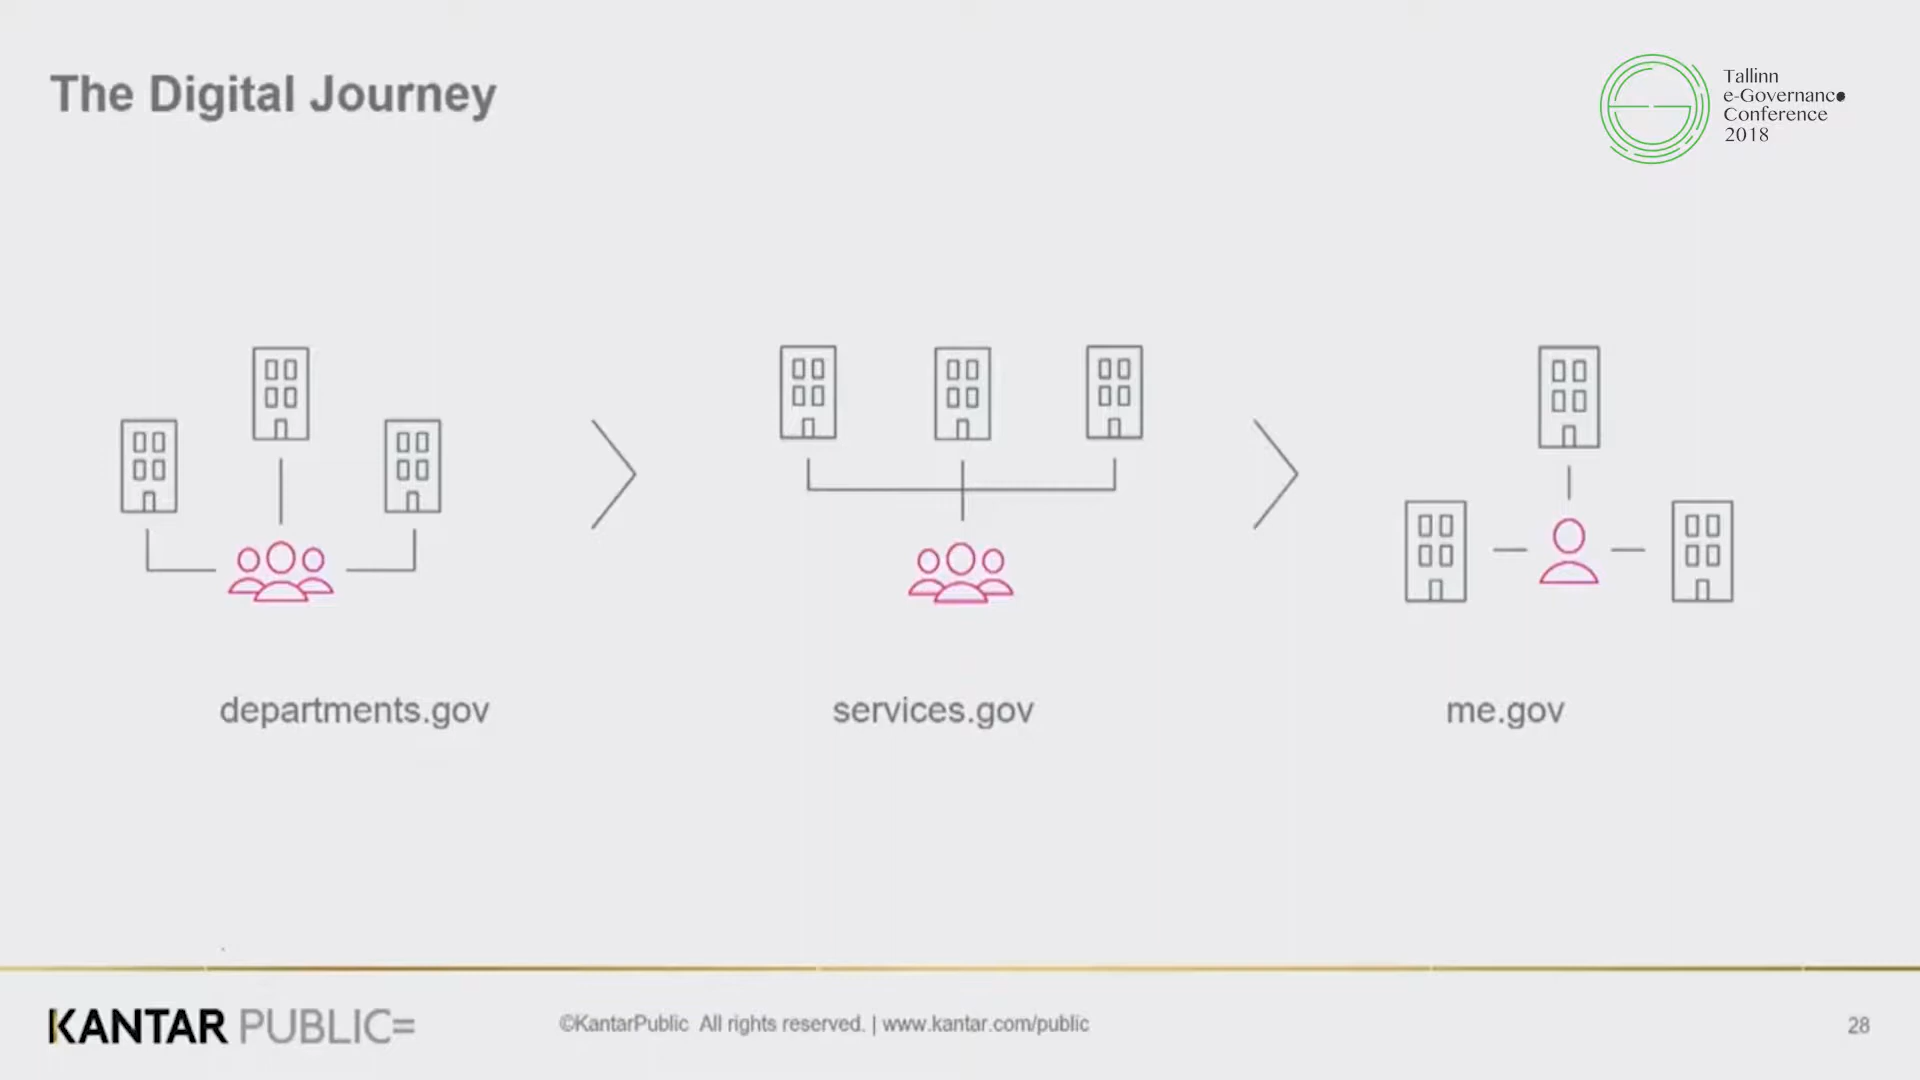 The Digital Journey
Tallinn
e-Governance
Conference
2018
departments.gov
services.gov
me.gov
KANTAR PUBLIC=
©KantarPublic All rights reserved. | www.kantar.com/public
28